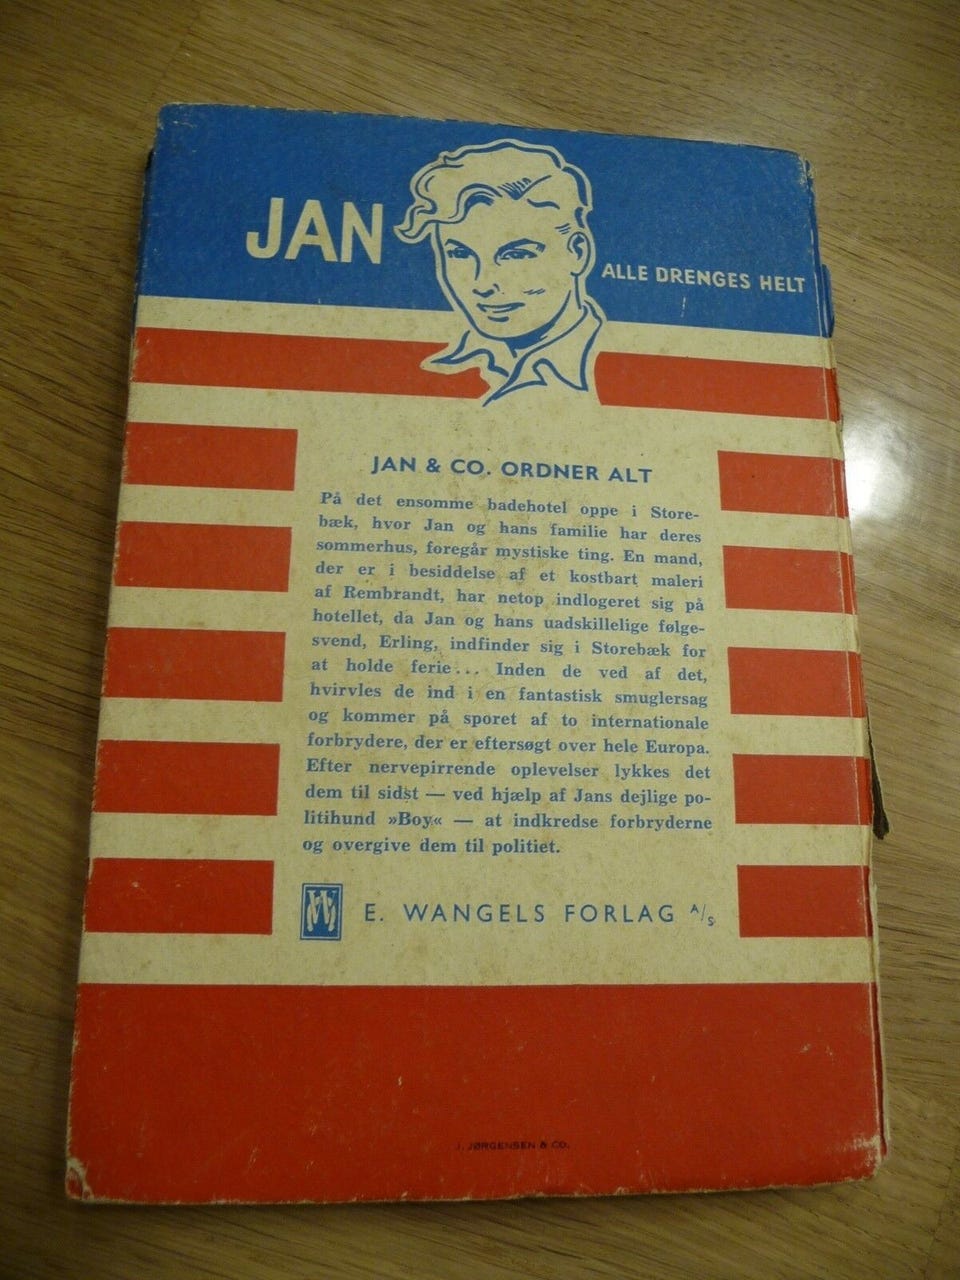 JAN
ALLE DRENGES HELT
JAN & CO. ORDNER ALT
På det ensomme badehotel oppe i Store-
bæk, hvor Jan og hans familie har deres
sommerhus, foregår mystiske ting. En mand,
der er i besiddelse af et kostbart maleri
af Rembrandt, har netop indlogeret sig på
hotellet, da Jan og hans uadskillelige følge-
svend, Erling, indfinder sig i Storebæk for
at holde ferie... Inden de ved af det,
hvirvles de ind i en fantastisk smuglersag
og kommer på sporet af to internationale
forbrydere, der er eftersøgt over hele Europa.
Efter nervepirrende oplevelser lykkes det
dem til sidst — ved hjælp af Jans dejlige po-
litihund »Boy« — at indkredse forbryderne
og overgive dem til politiet.
W
E. WANGELS FORLAG A/S
J. JØRGENSEN & CO.